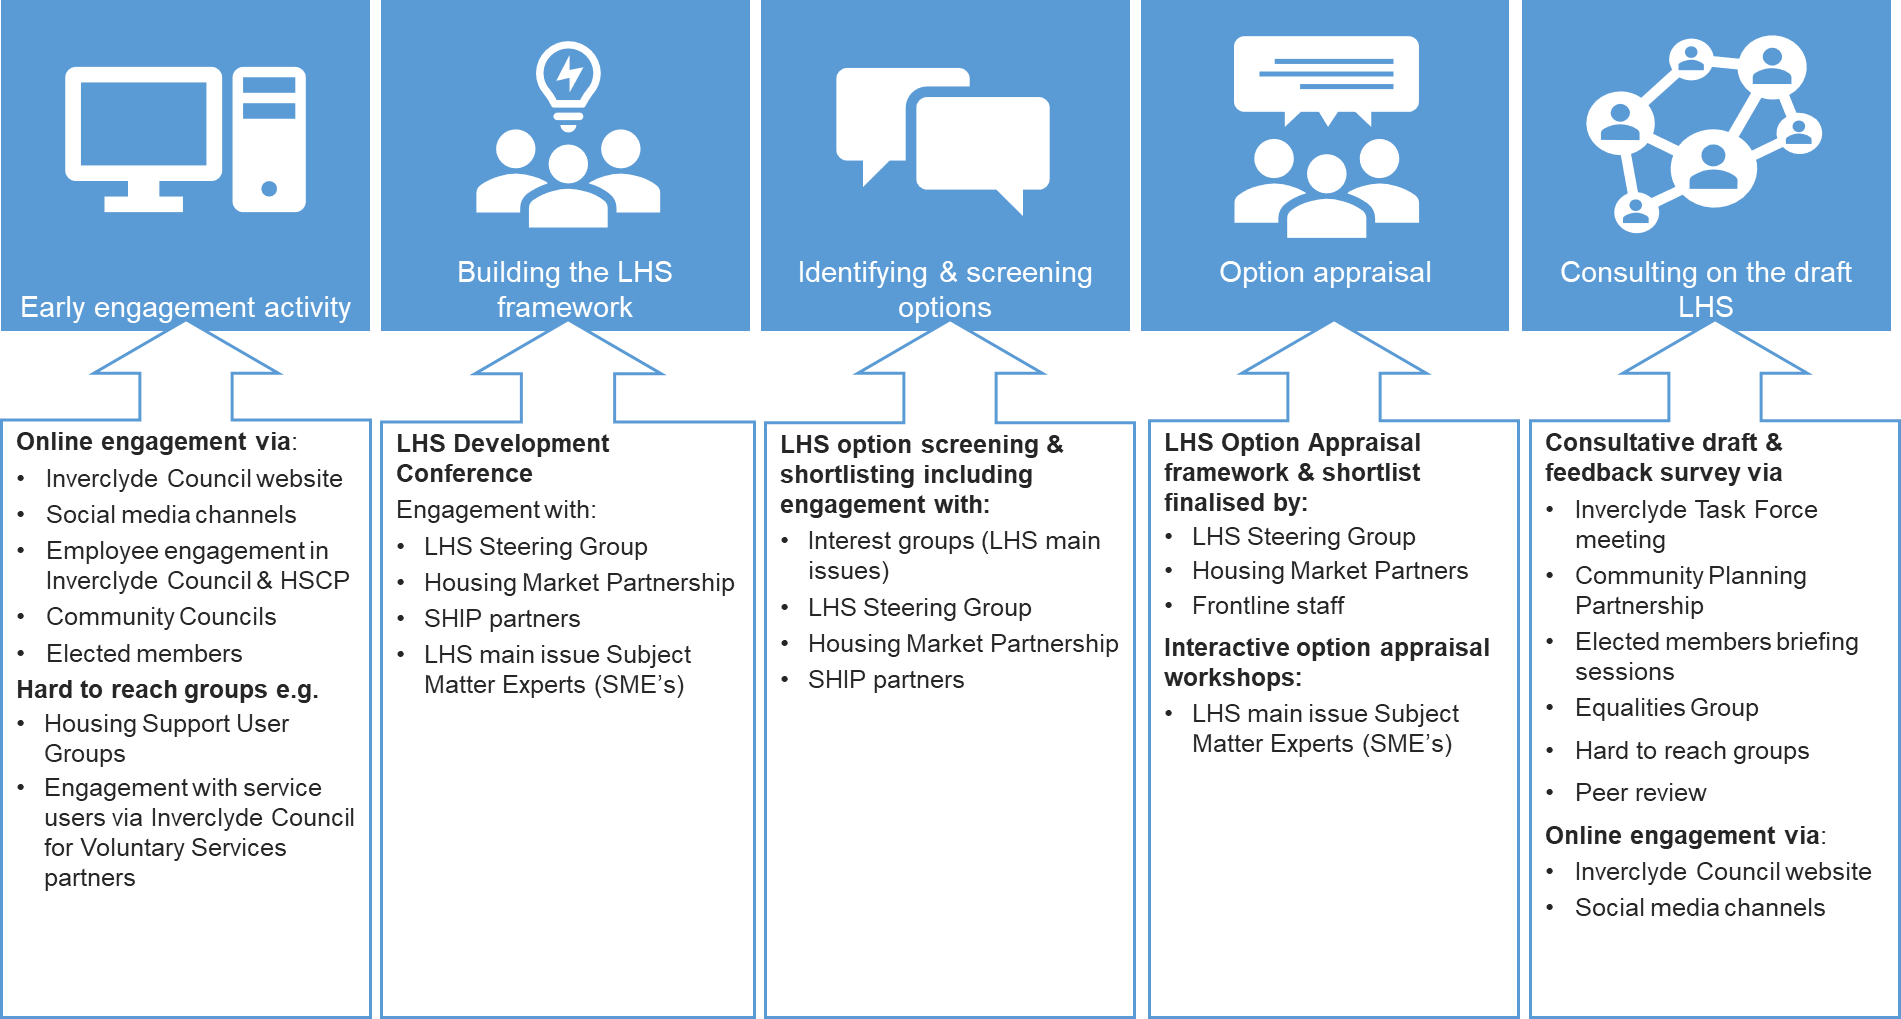 Early engagement activity
Building the LHS
framework
Identifying & screening
options
Option appraisal
Consulting on the draft
LHS
Online engagement via:
• Inverclyde Council website
• Social media channels
• Employee engagement in
Inverclyde Council & HSCP
• Community Councils
• Elected members
Hard to reach groups e.g.
• Housing Support User
Groups
• Engagement with service
users via Inverclyde Council
for Voluntary Services
partners
LHS Development
Conference
Engagement with:
• LHS Steering Group
• Housing Market Partnership
• SHIP partners
• LHS main issue Subject
Matter Experts (SME’s)
LHS option screening &
shortlisting including
engagement with:
• Interest groups (LHS main
issues)
• LHS Steering Group
• Housing Market Partnership
• SHIP partners
LHS Option Appraisal
framework & shortlist
finalised by:
• LHS Steering Group
• Housing Market Partners
• Frontline staff
Interactive option appraisal
workshops:
• LHS main issue Subject
Matter Experts (SME’s)
Consultative draft &
feedback survey via
• Inverclyde Task Force
meeting
• Community Planning
Partnership
• Elected members briefing
sessions
• Equalities Group
• Hard to reach groups
• Peer review
Online engagement via:
• Inverclyde Council website
• Social media channels